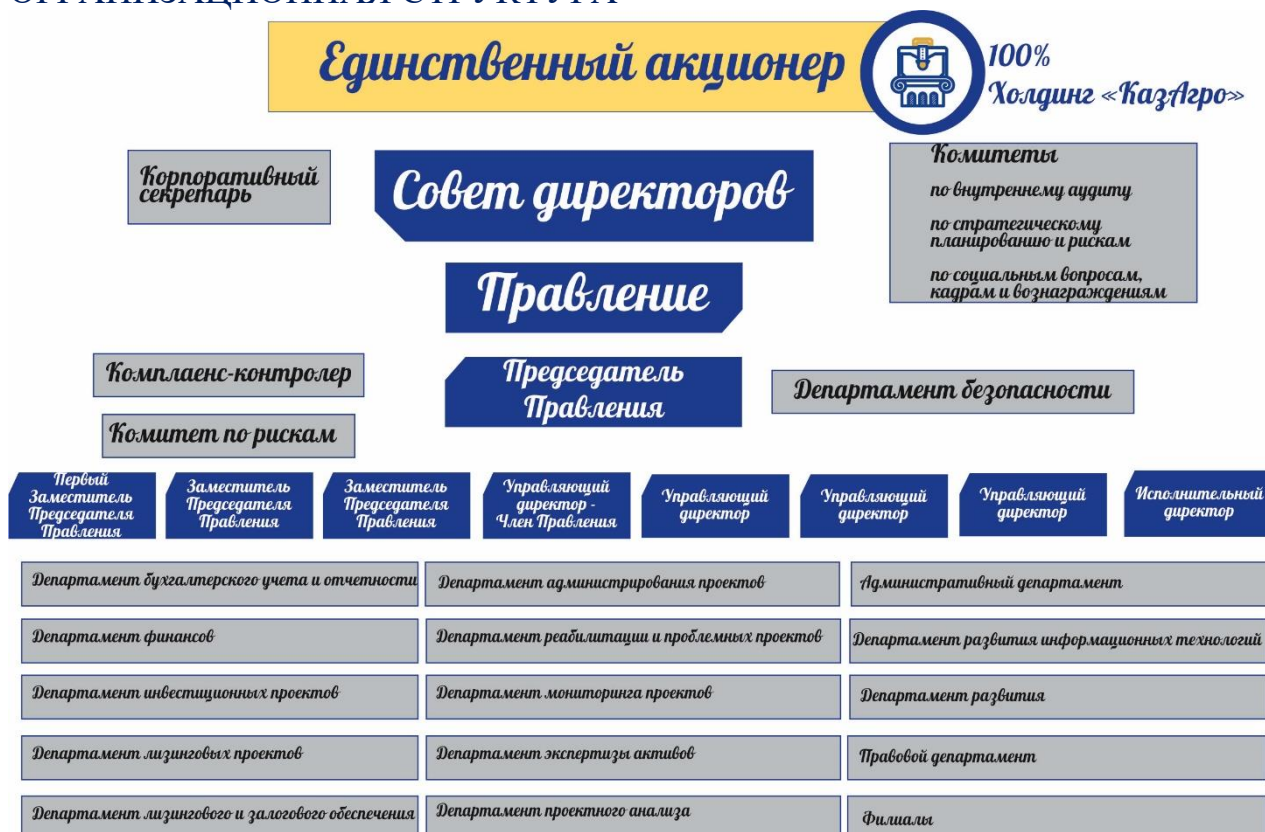 ОРГАНИЗАЦИОННАЯ СТРУКТУРА
Единственный акционер
100%
Холдинг «КазАгро»
Корпоративный
секретарь
Совет директоров
Комитеты
по внутреннему аудиту
по стратегическому
планированию и рискам
по социальным вопросам,
кадрам и вознаграждениям
Правление
Комплаенс-контролер
Председатель
Правления
Департамент безопасности
Комитет по рискам
Первый
Заместитель
Председателя
Правления
Заместитель
Председателя
Правления
Заместитель
Председателя
Правления
Управляющий
директор -
Член Правления
Управляющий
директор
Управляющий
директор
Управляющий
директор
Исполнительный
директор
Департамент бухгалтерского учета и отчетности
Департамент администрирования проектов
Административный департамент
Департамент финансов
Департамент реабилитации и проблемных проектов
Департамент развития информационных технологий
Департамент инвестиционных проектов
Департамент мониторинга проектов
Департамент развития
Департамент лизинговых проектов
Департамент экспертизы активов
Правовой департамент
Департамент лизингового и залогового обеспечения
Департамент проектного анализа
Филиалы